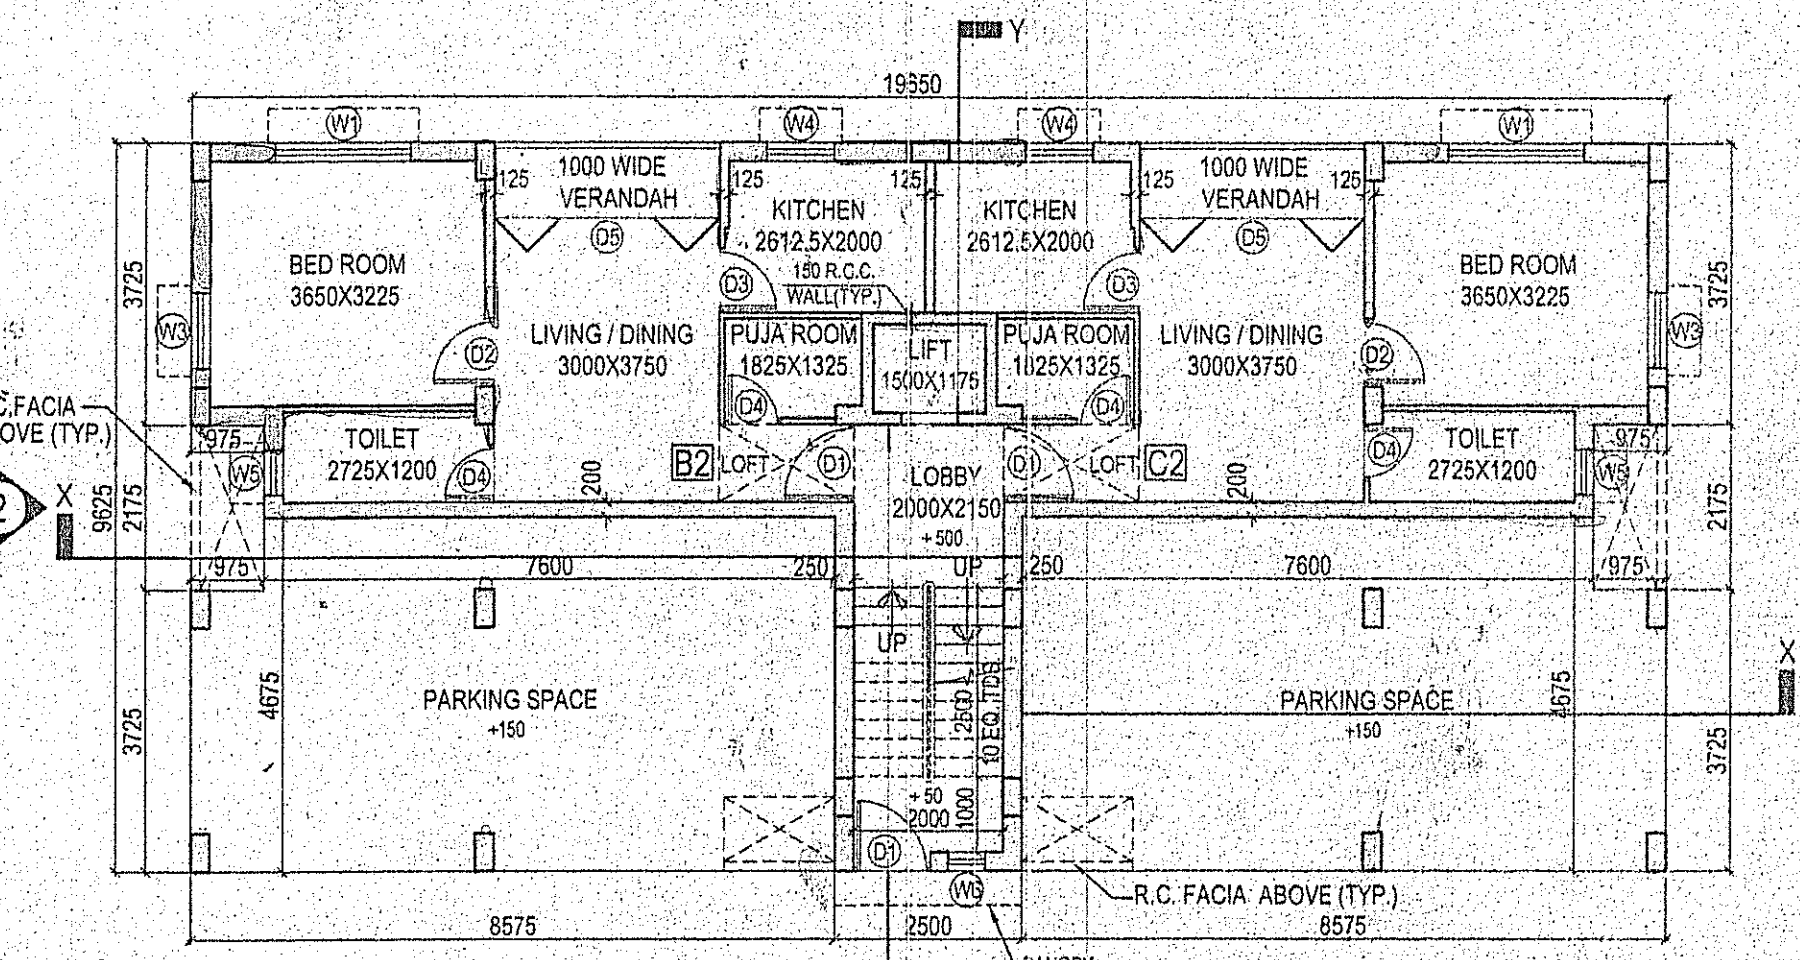 Y
19650
W1
W4
W4
W1
125
1000 WIDE
VERANDAH
125
125
125
1000 WIDE
VERANDAH
125
KITCHEN
2612.5X2000
KITCHEN
2612.5X2000
D5
D5
BED ROOM
3650X3225
150 R.C.C.
WALL(TYP.)
BED ROOM
3650X3225
3725
D3
D3
3725
W3
D2
LIVING / DINING
3000X3750
PUJA ROOM
1825X1325
LIFT
1500X1175
PUJA ROOM
1825X1325
LIVING / DINING
3000X3750
D2
W3
D4
D4
FACIA
(TYP.)
975
TOILET
2725X1200
W5
D4
B2
LOFT
D1
LOBBY
2000X2150
+500
D1
LOFT
C2
D4
TOILET
2725X1200
975
W5
200
200
2
X
9625
2175
2175
975
7600
250
UP
250
7600
975
UP
X
PARKING SPACE
+150
4675
3725
2500
10 EQ. TDS
PARKING SPACE
+150
4675
3725
+50
2000
1000
D1
R.C. FACIA ABOVE (TYP.)
8575
2500
8575